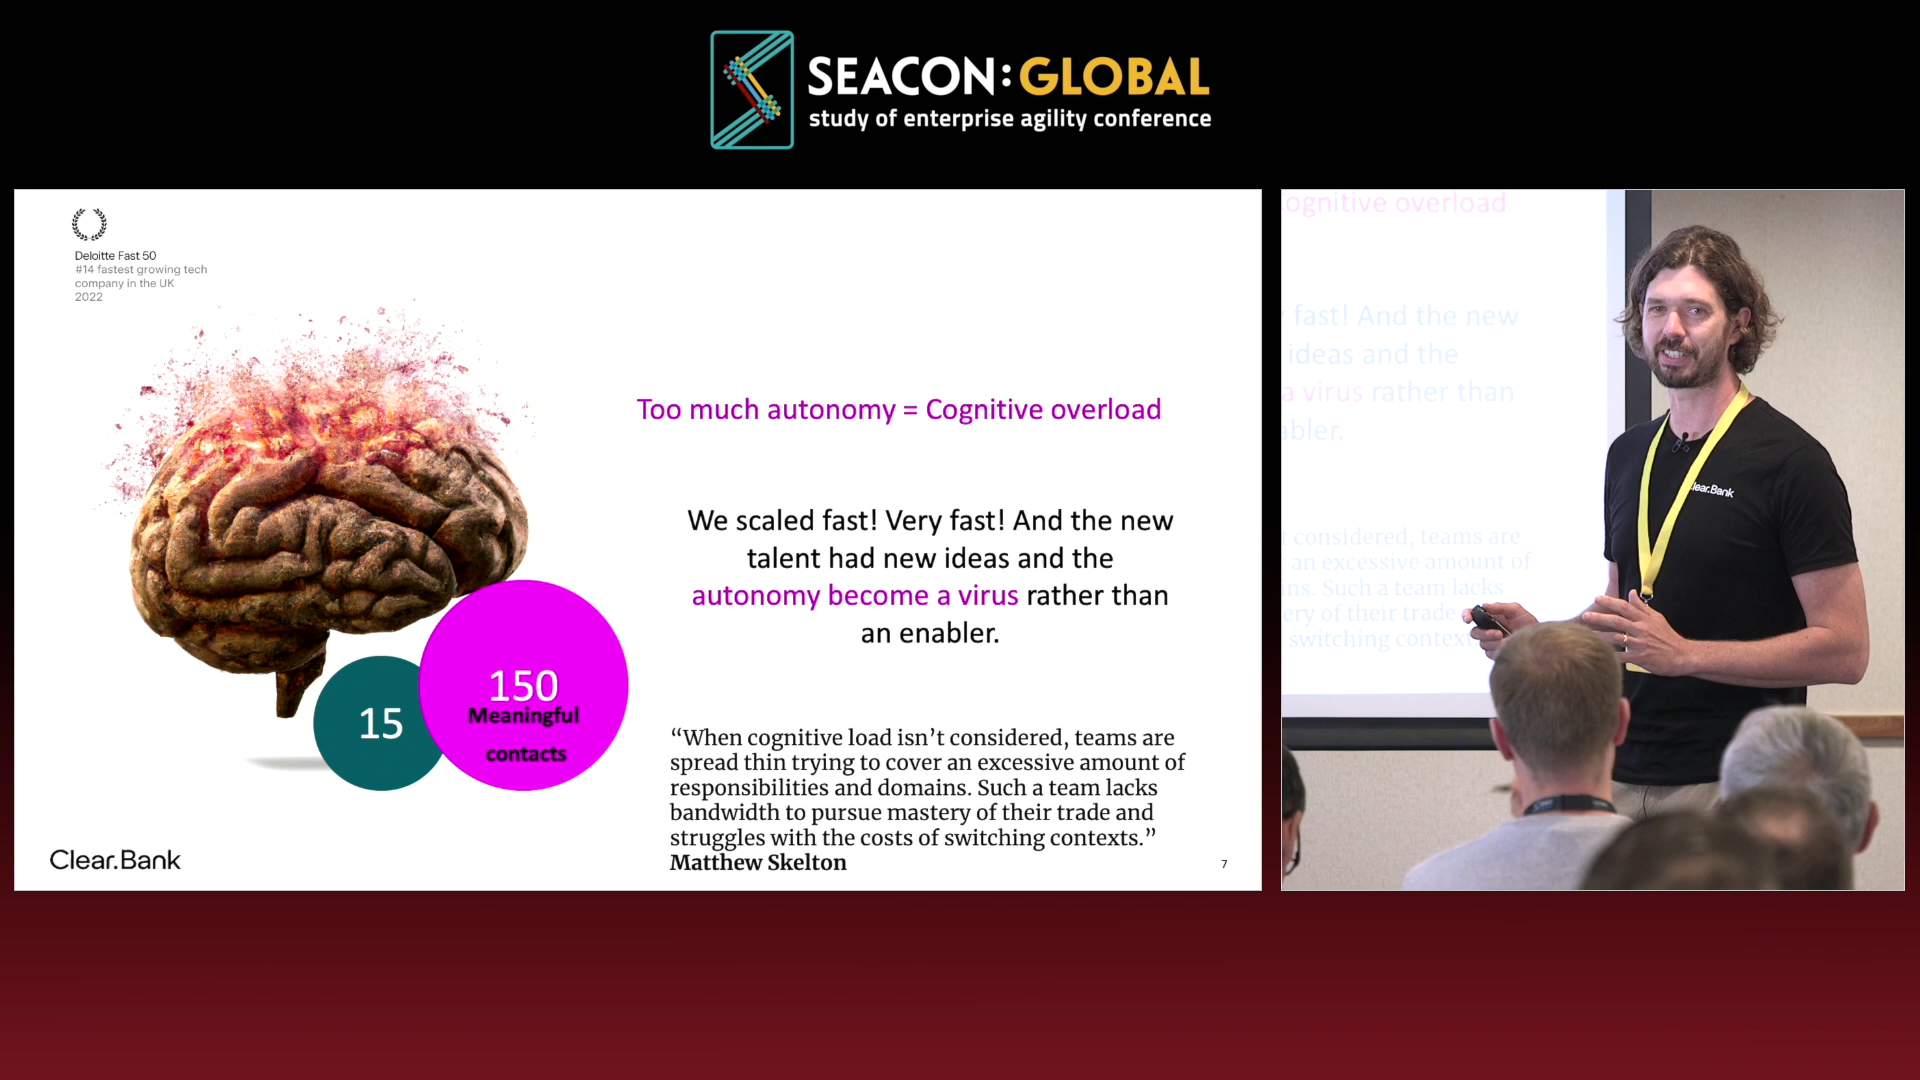 SEACON:GLOBAL
study of enterprise agility conference
Deloitte Fast 50
#14 fastest growing tech
company in the UK
2022
Too much autonomy = Cognitive overload
We scaled fast! Very fast! And the new
talent had new ideas and the
autonomy become a virus rather than
an enabler.
15
150
Meaningful
contacts
“When cognitive load isn’t considered, teams are
spread thin trying to cover an excessive amount of
responsibilities and domains. Such a team lacks
bandwidth to pursue mastery of their trade and
struggles with the costs of switching contexts.”
Matthew Skelton
Clear.Bank
7
ognitive overload
fast! And the new
ideas and the
a virus rather than
abler.
considered, teams are
an excessive amount of
ins. Such a team lacks
ery of their trade
switching context
lear.Bank